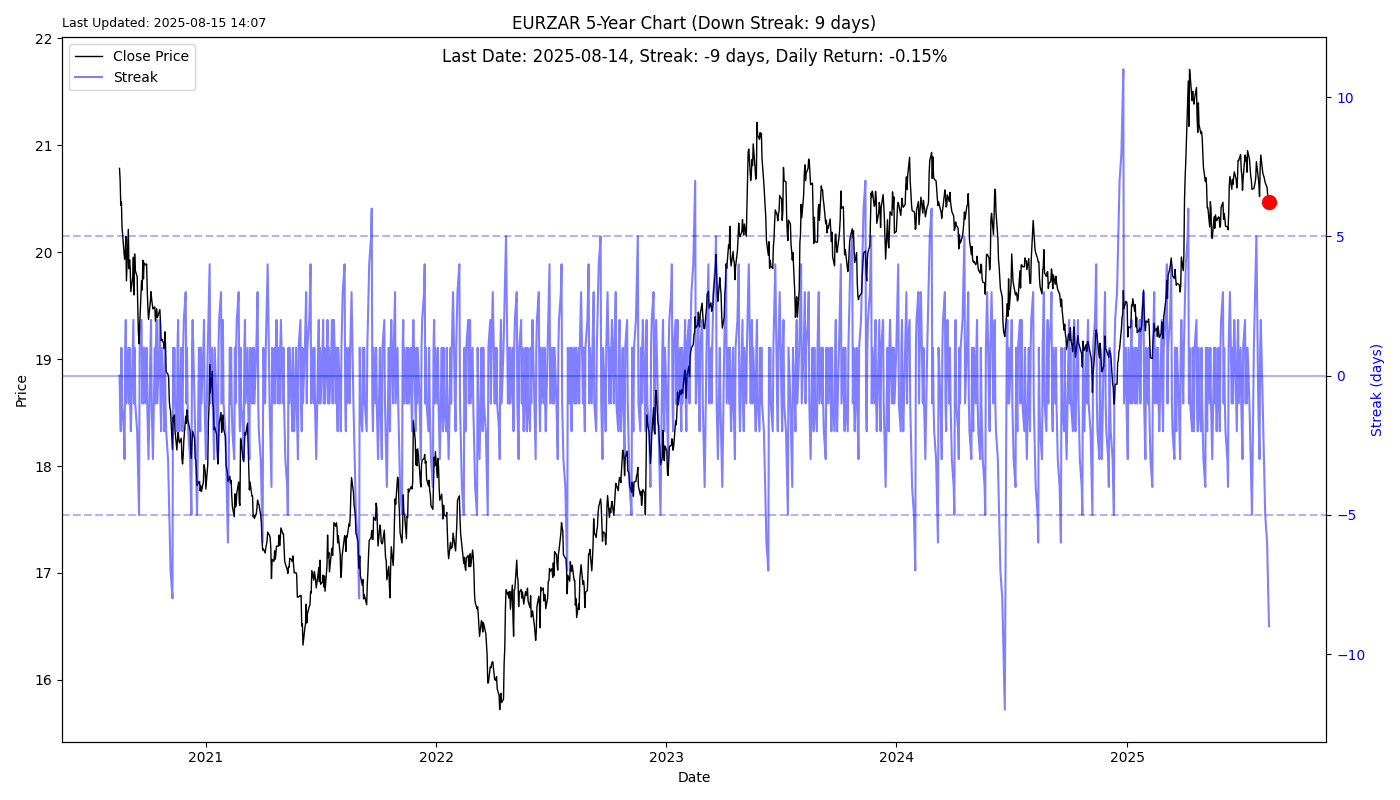 Last Updated: 2025-08-15 14:07
EURZAR 5-Year Chart (Down Streak: 9 days)
Last Date: 2025-08-14, Streak: -9 days, Daily Return: -0.15%
Close Price
Streak
22
21
20
19
18
17
16
Price
10
5
0
−5
−10
Streak (days)
2021
2022
2023
2024
2025
Date